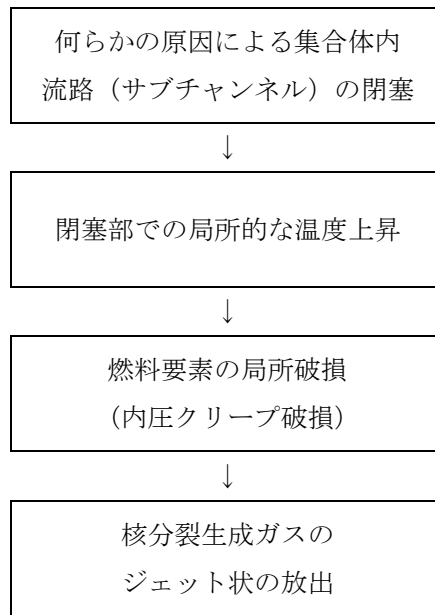 何らかの原因による集合体内
流路（サブチャンネル）の閉塞
↓
閉塞部での局所的な温度上昇
↓
燃料要素の局所破損
（内圧クリープ破損）
↓
核分裂生成ガスの
ジェット状の放出